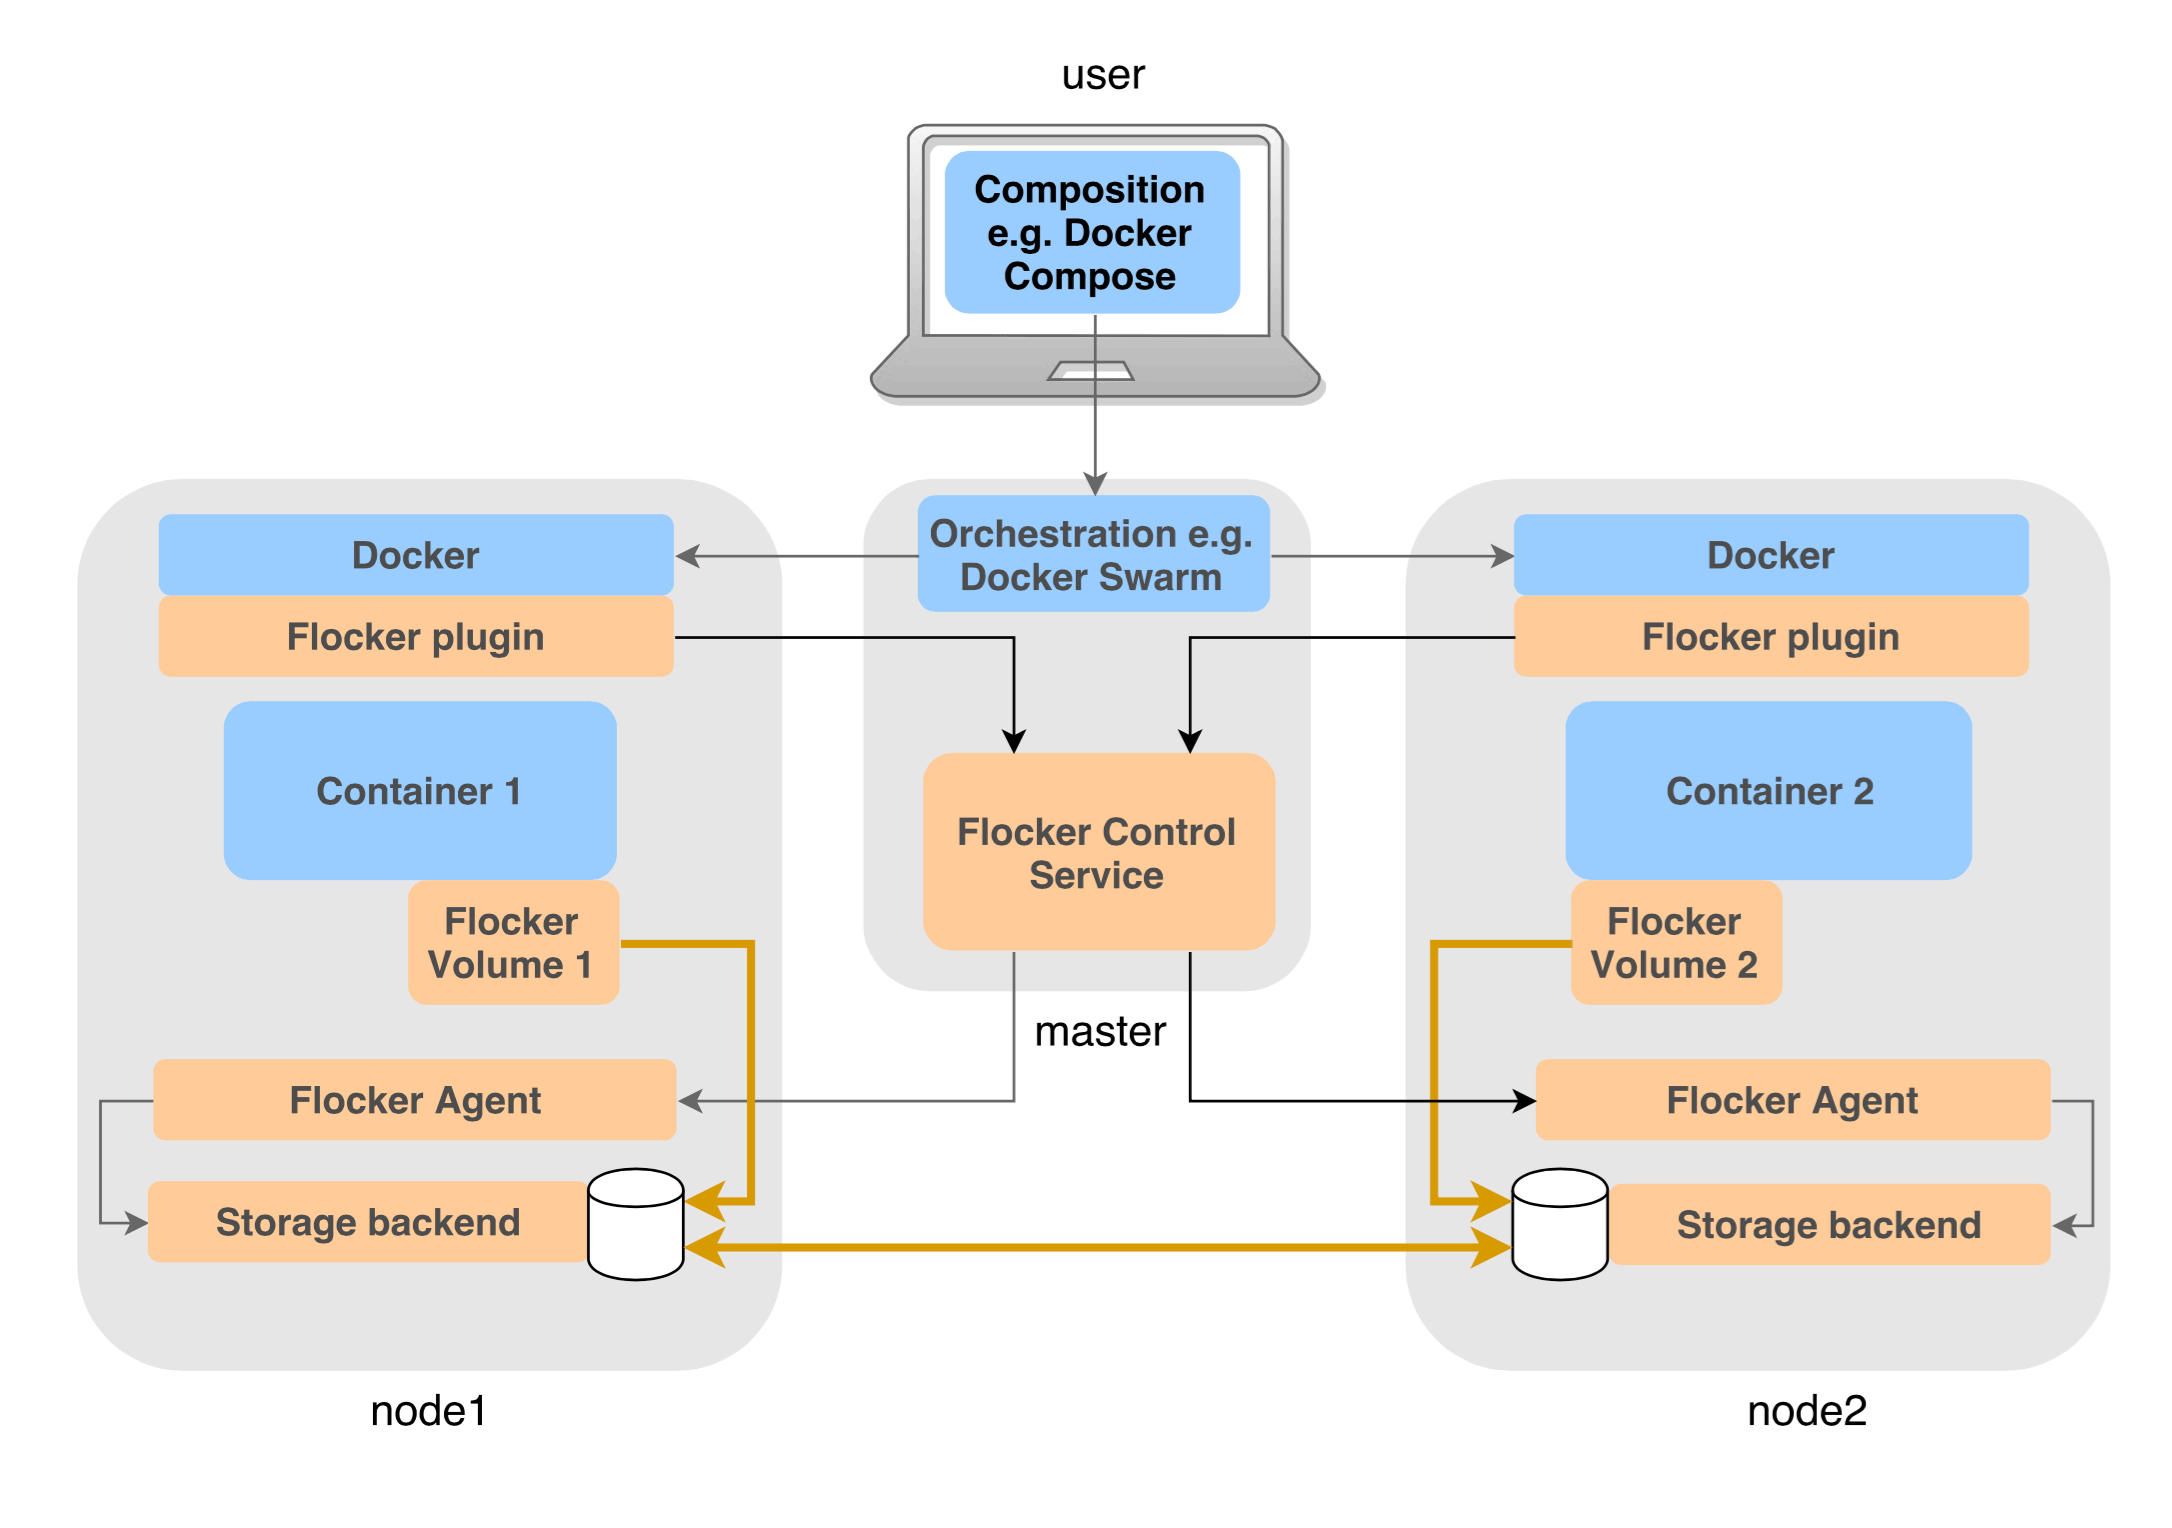 user
Composition
e.g. Docker
Compose
Docker
Orchestration e.g.
Docker Swarm
Docker
Flocker plugin
Flocker plugin
Container 1
Container 2
Flocker Control
Service
Flocker
Volume 1
Flocker
Volume 2
master
Flocker Agent
Flocker Agent
Storage backend
Storage backend
node1
node2